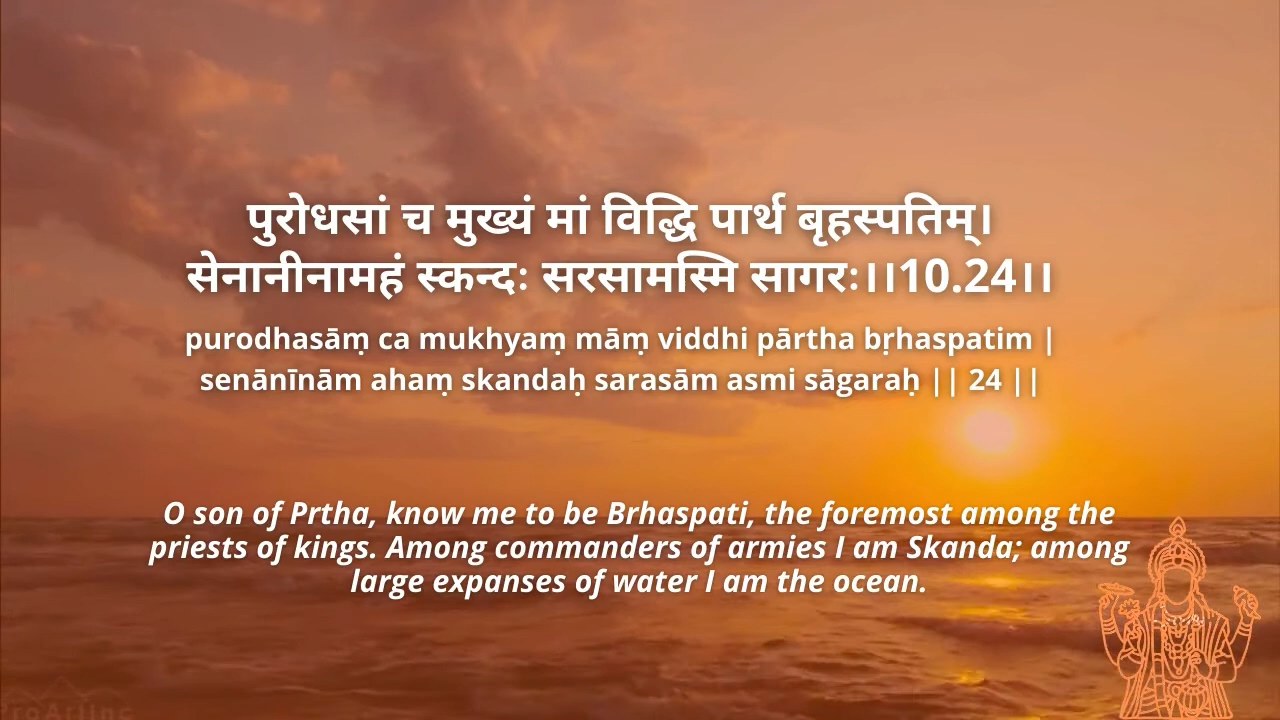 पुरोधसां च मुख्यं मां विद्धि पार्थ बृहस्पतिम्।
सेनानीनामहं स्कन्दः सरसामस्मि सागरः।।10.24।।
purodhasāṃ ca mukhyaṃ māṃ viddhi pārtha bṛhaspatim |
senānīnām ahaṃ skandaḥ sarasām asmi sāgaraḥ || 24 ||
O son of Prtha, know me to be Brhaspati, the foremost among the
priests of kings. Among commanders of armies I am Skanda; among
large expanses of water I am the ocean.